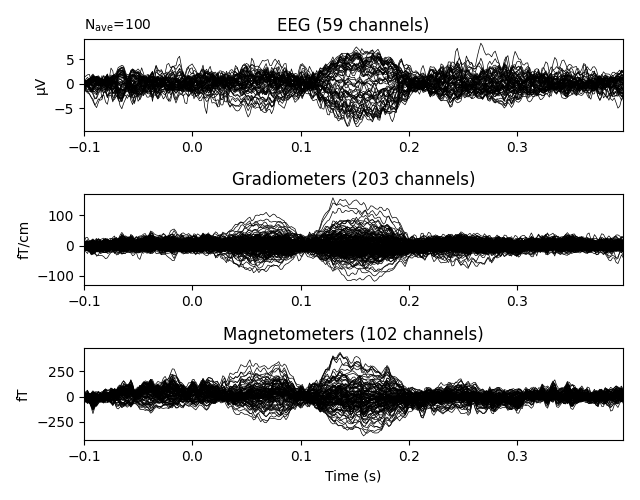 Nave=100
EEG (59 channels)
µV
5
0
−5
−0.1 0.0 0.1 0.2 0.3
Gradiometers (203 channels)
fT/cm
100
0
−100
−0.1 0.0 0.1 0.2 0.3
Magnetometers (102 channels)
fT
250
0
−250
−0.1 0.0 0.1 0.2 0.3
Time (s)